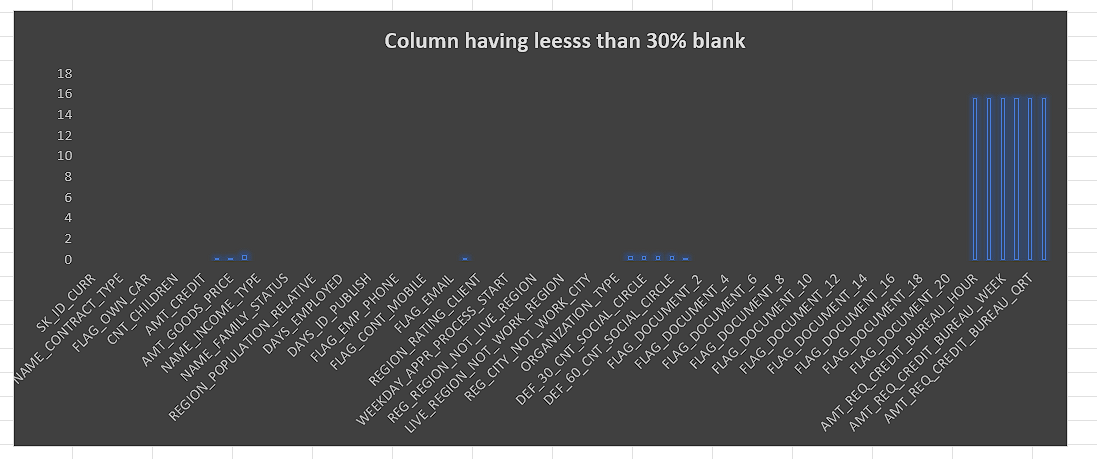 Column having leesss than 30% blank
18
16
14
12
10
8
6
4
2
0
SK_ID_CURR
NAME_CONTRACT_TYPE
FLAG_OWN_CAR
CNT_CHILDREN
AMT_CREDIT
AMT_GOODS_PRICE
NAME_INCOME_TYPE
NAME_FAMILY_STATUS
REGION_POPULATION_RELATIVE
DAYS_EMPLOYED
DAYS_ID_PUBLISH
FLAG_EMP_PHONE
FLAG_CONT_MOBILE
FLAG_EMAIL
REGION_RATING_CLIENT
WEEKDAY_APPR_PROCESS_START
REG_REGION_NOT_LIVE_REGION
LIVE_REGION_NOT_WORK_REGION
REG_CITY_NOT_WORK_CITY
ORGANIZATION_TYPE
DEF_30_CNT_SOCIAL_CIRCLE
DEF_60_CNT_SOCIAL_CIRCLE
FLAG_DOCUMENT_2
FLAG_DOCUMENT_4
FLAG_DOCUMENT_6
FLAG_DOCUMENT_8
FLAG_DOCUMENT_10
FLAG_DOCUMENT_12
FLAG_DOCUMENT_14
FLAG_DOCUMENT_16
FLAG_DOCUMENT_18
FLAG_DOCUMENT_20
AMT_REQ_CREDIT_BUREAU_HOUR
AMT_REQ_CREDIT_BUREAU_WEEK
AMT_REQ_CREDIT_BUREAU_QRT